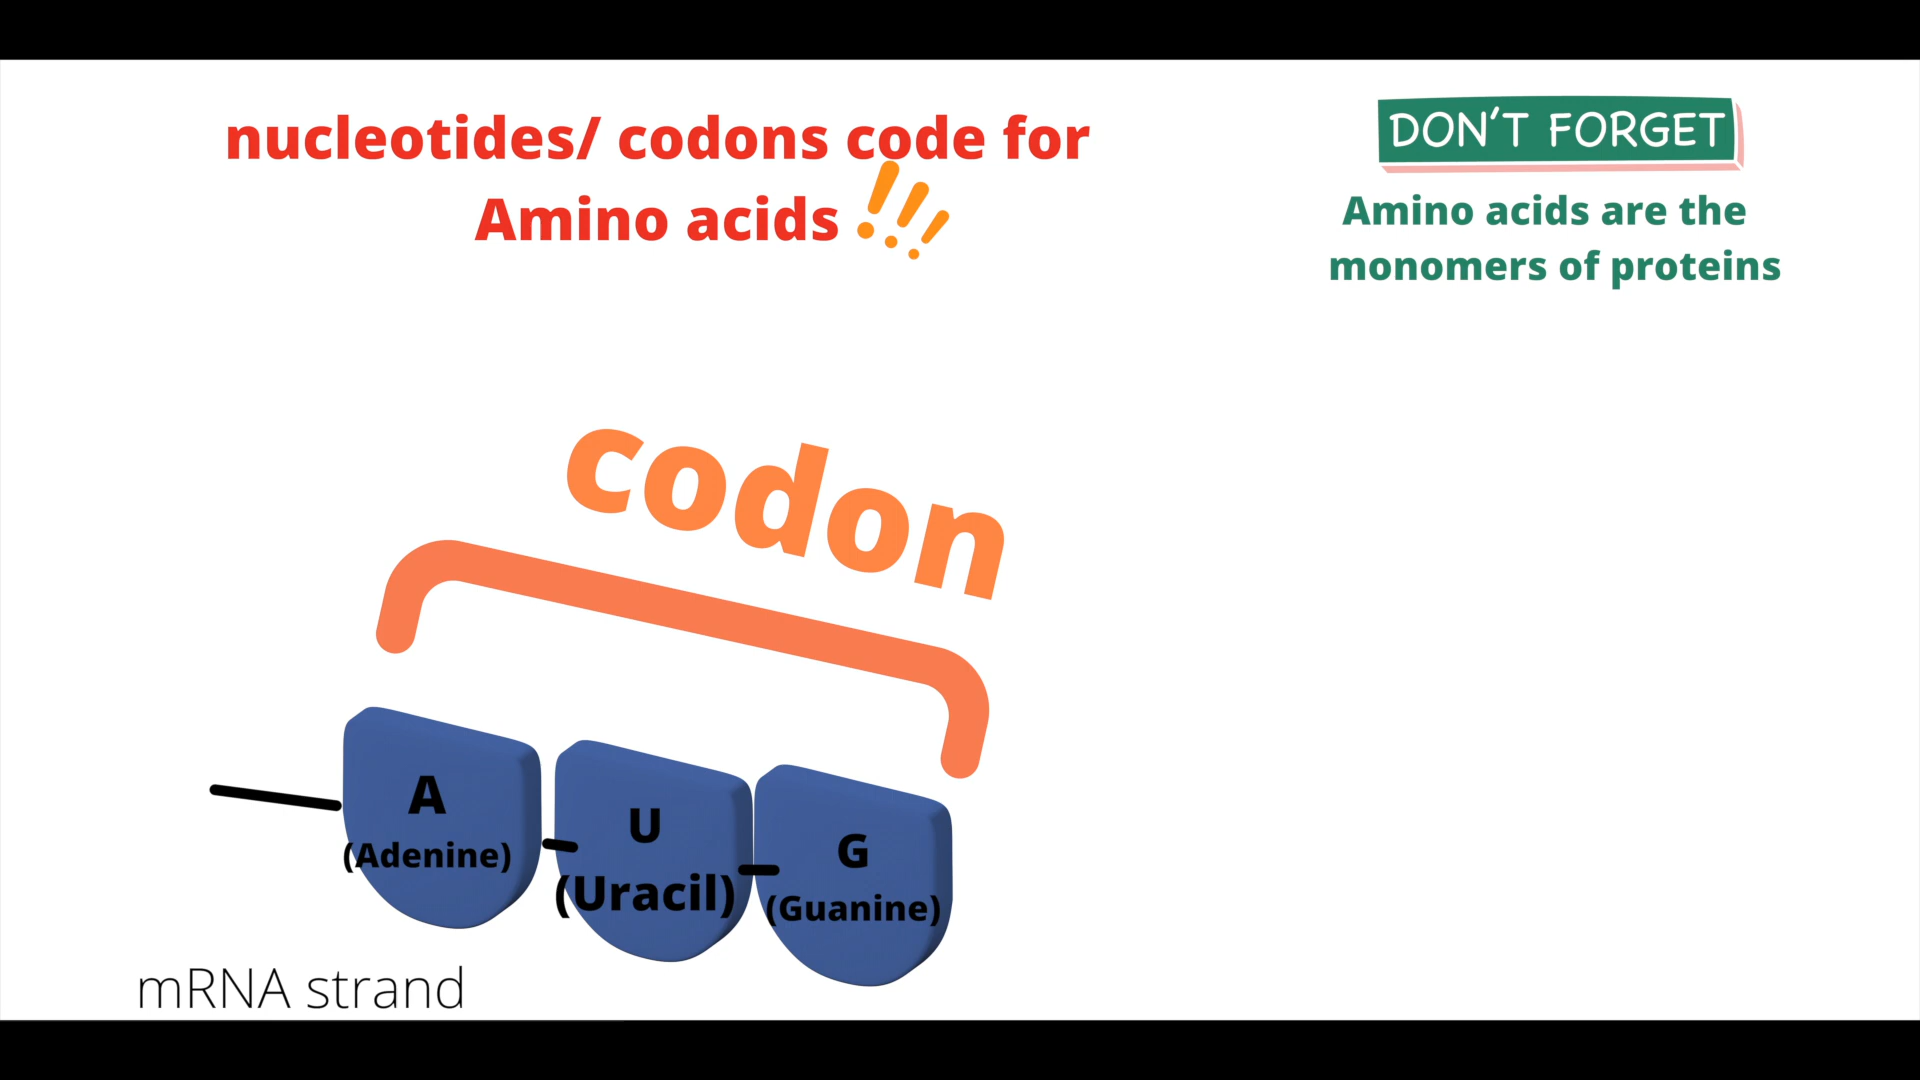 nucleotides/ codons code for
Amino acids !!!
DON'T FORGET
Amino acids are the
monomers of proteins
codon
A
(Adenine)
U
(Uracil)
G
(Guanine)
mRNA strand